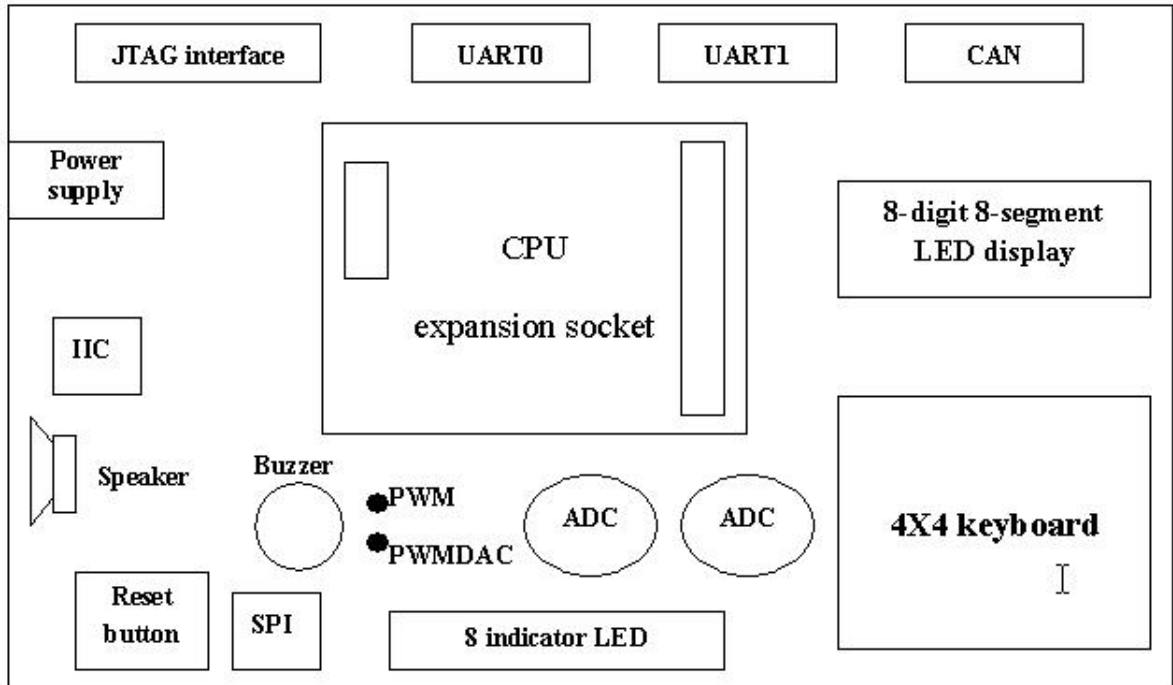 JTAG interface
UART0
UART1
CAN
Power
supply
8-digit 8-segment
LED display
CPU
expansion socket
IIC
Speaker
Buzzer
PWM
PWMDAC
ADC
ADC
4X4 keyboard
Reset
button
SPI
8 indicator LED